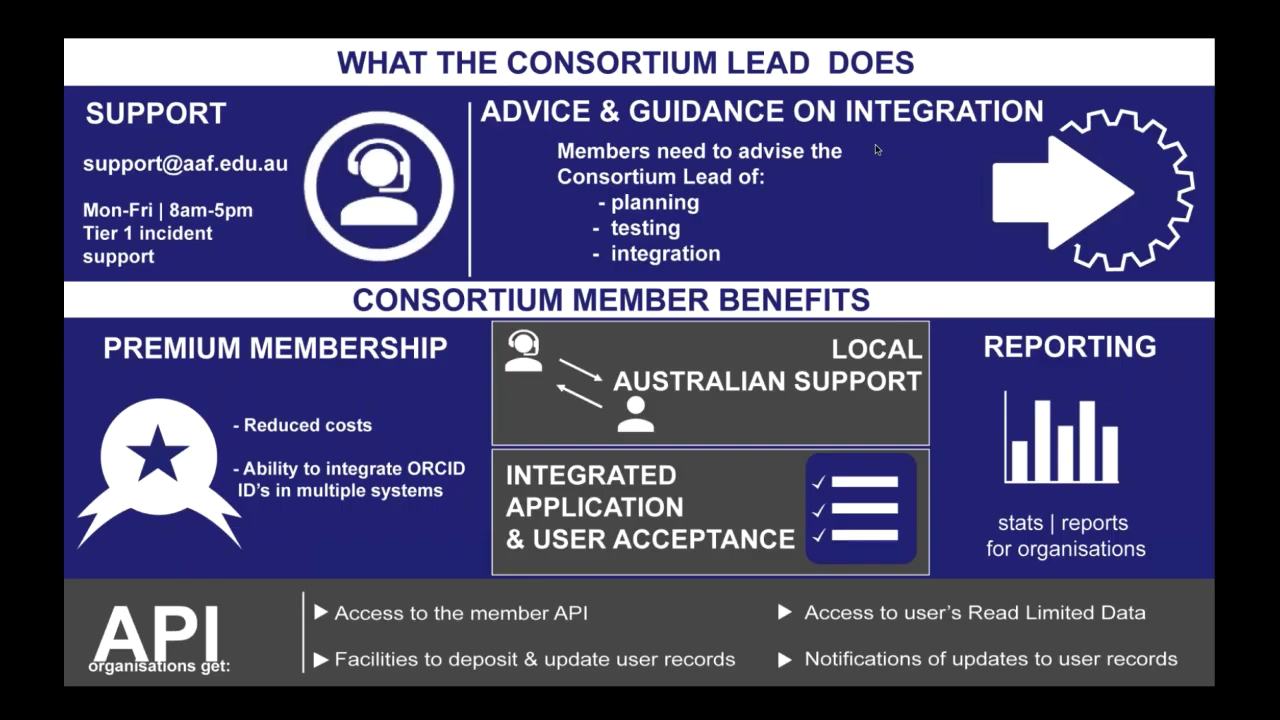 WHAT THE CONSORTIUM LEAD  DOES
SUPPORT
support@aaf.edu.au
Mon-Fri | 8am-5pm
Tier 1 incident
support
ADVICE & GUIDANCE ON INTEGRATION
Members need to advise the
Consortium Lead of:
- planning
- testing
- integration
CONSORTIUM MEMBER BENEFITS
PREMIUM MEMBERSHIP
- Reduced costs
- Ability to integrate ORCID
ID's in multiple systems
LOCAL
AUSTRALIAN SUPPORT
INTEGRATED
APPLICATION
& USER ACCEPTANCE
REPORTING
stats | reports
for organisations
API
organisations get:
Access to the member API
Facilities to deposit & update user records
Access to user's Read Limited Data
Notifications of updates to user records